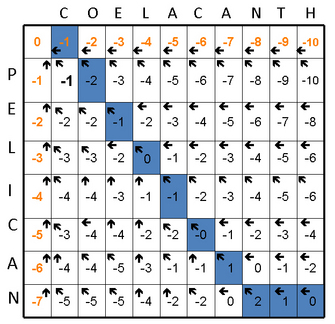 C O E L A C A N T H
0 -1 -2 -3 -4 -5 -6 -7 -8 -9 -10
P -1 -1 -2 -3 -4 -5 -6 -7 -8 -9 -10
E -2 -2 -2 -1 -2 -3 -4 -5 -6 -7 -8
L -3 -3 -3 -2 0 -1 -2 -3 -4 -5 -6
I -4 -4 -4 -3 -1 -1 -2 -3 -4 -5 -6
C -5 -3 -4 -4 -2 -2 -0 -1 -2 -3 -4
A -6 -4 -4 -5 -3 -1 -1 1 0 -1 -2
N -7 -5 -5 -5 -4 -2 -2 0 2 1 0